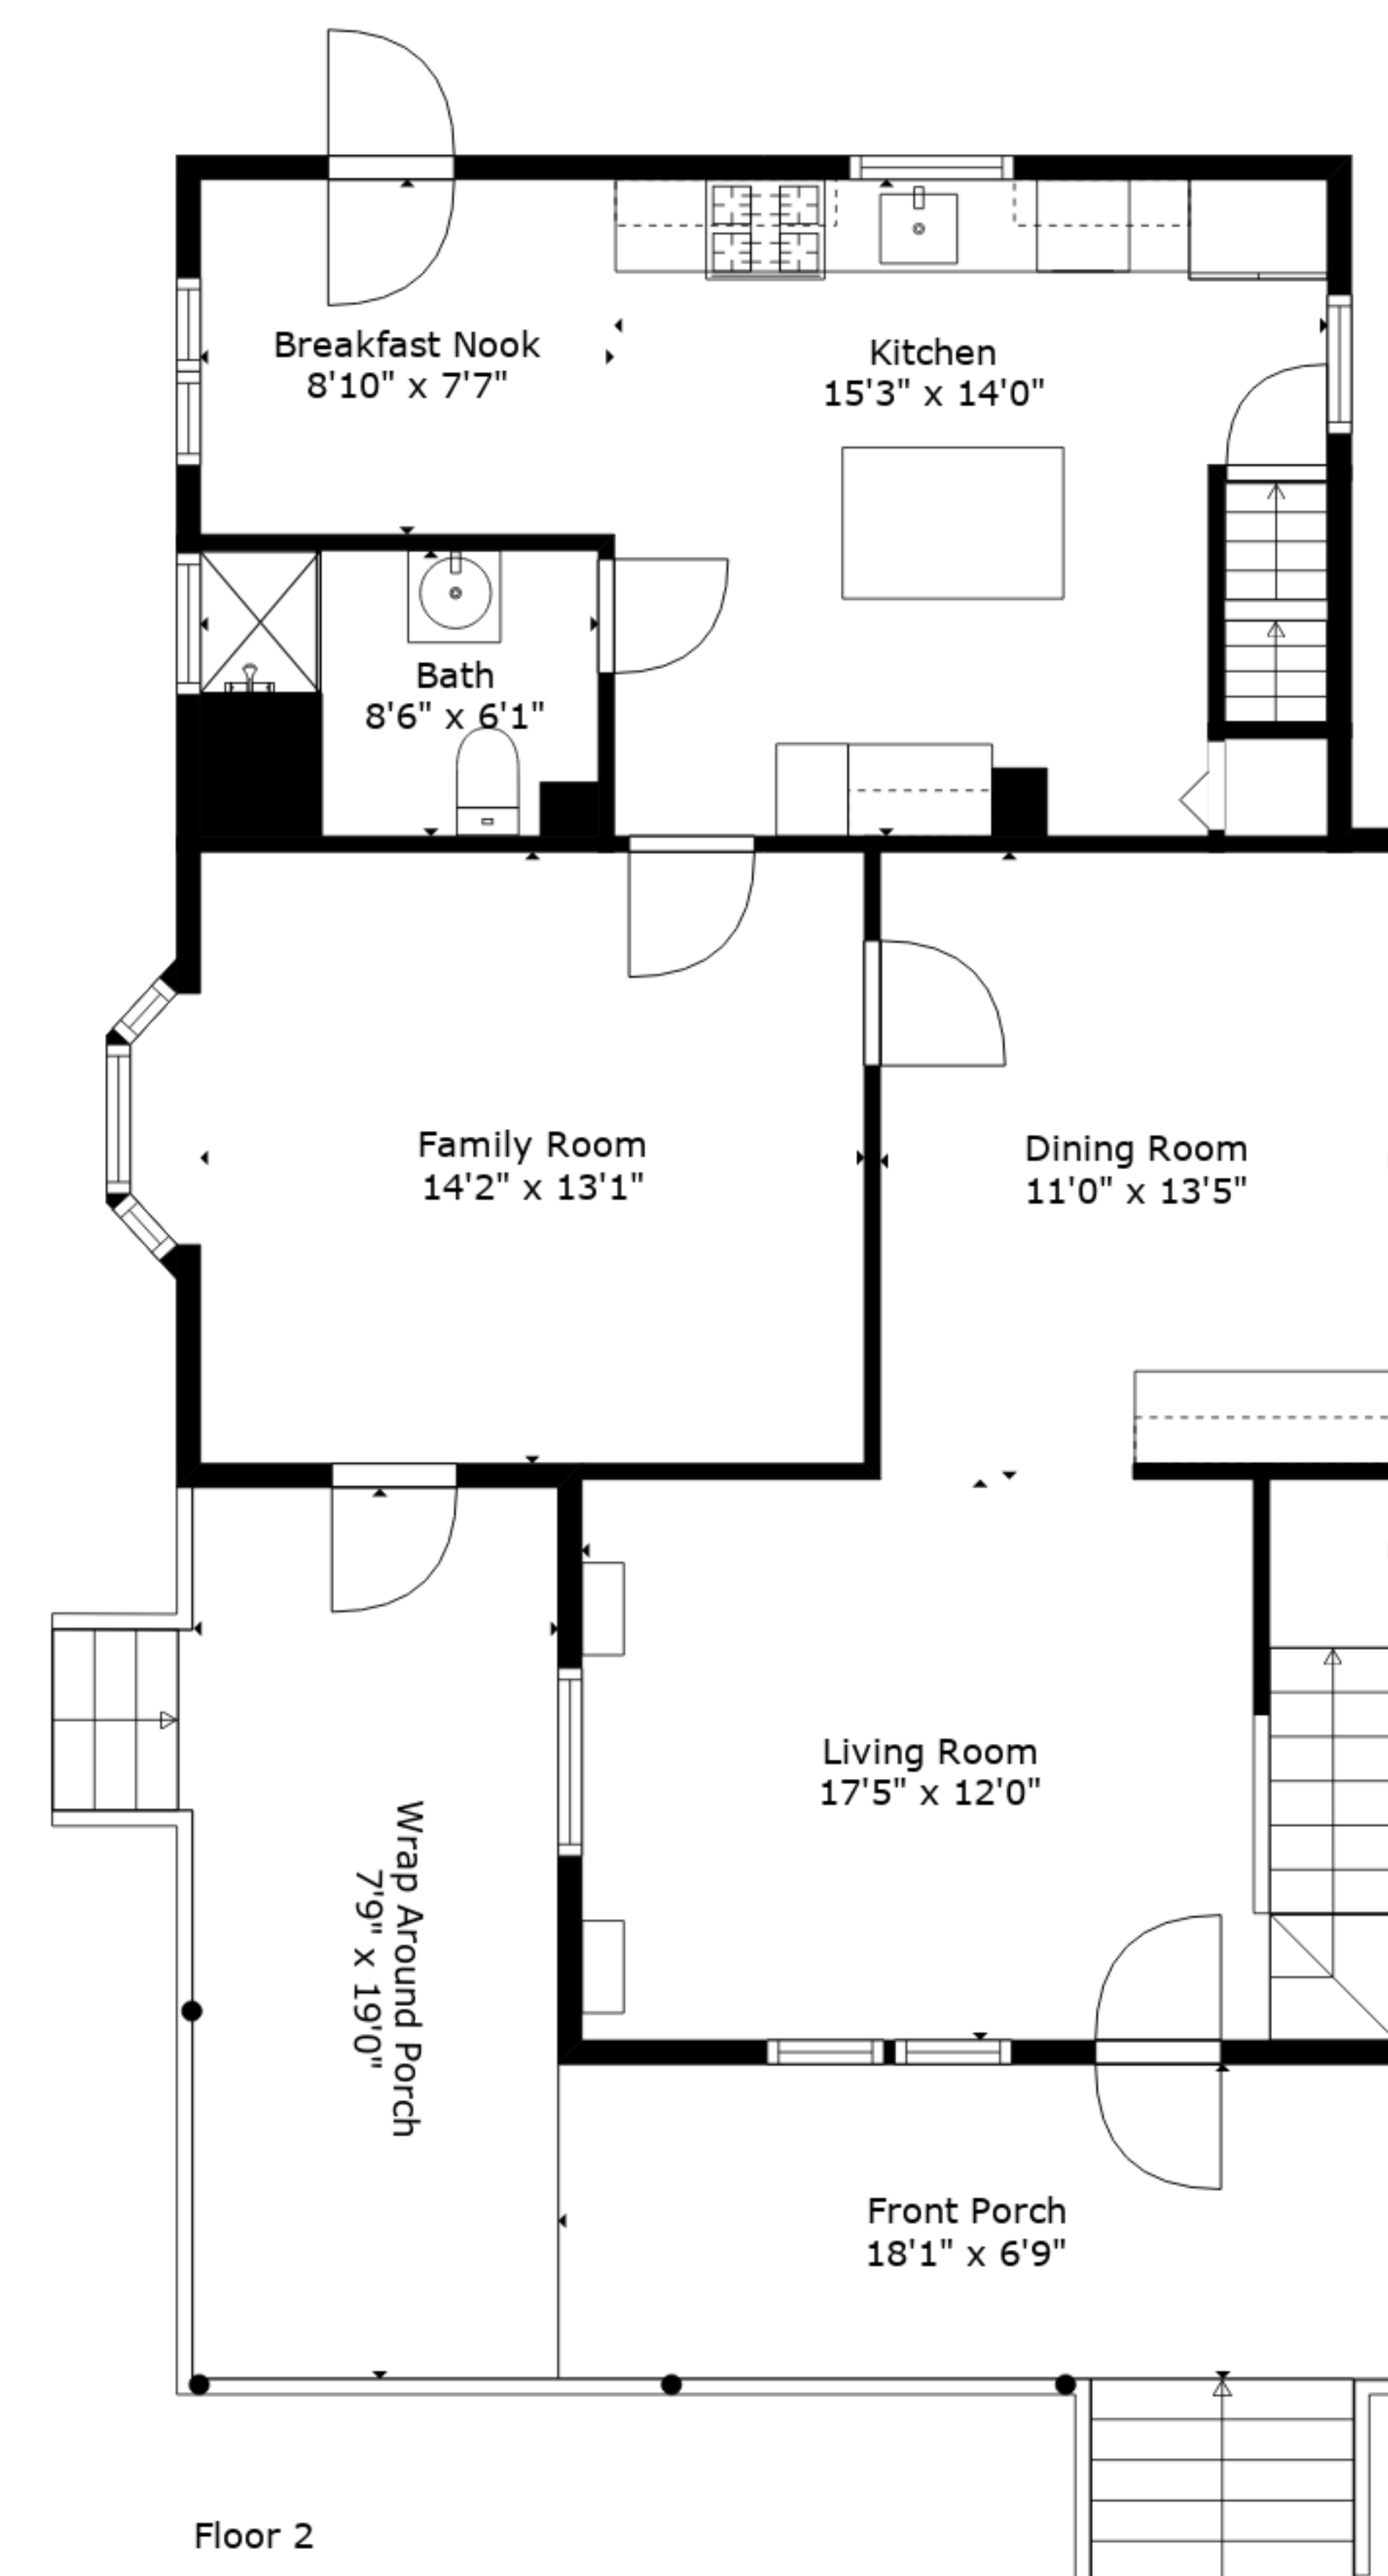 Breakfast Nook
8'10" x 7'7"
Kitchen
15'3" x 14'0"
Bath
8'6" x 6'1"
Family Room
14'2" x 13'1"
Dining Room
11'0" x 13'5"
Living Room
17'5" x 12'0"
Wrap Around Porch
7'9" x 19'0"
Front Porch
18'1" x 6'9"
Floor 2